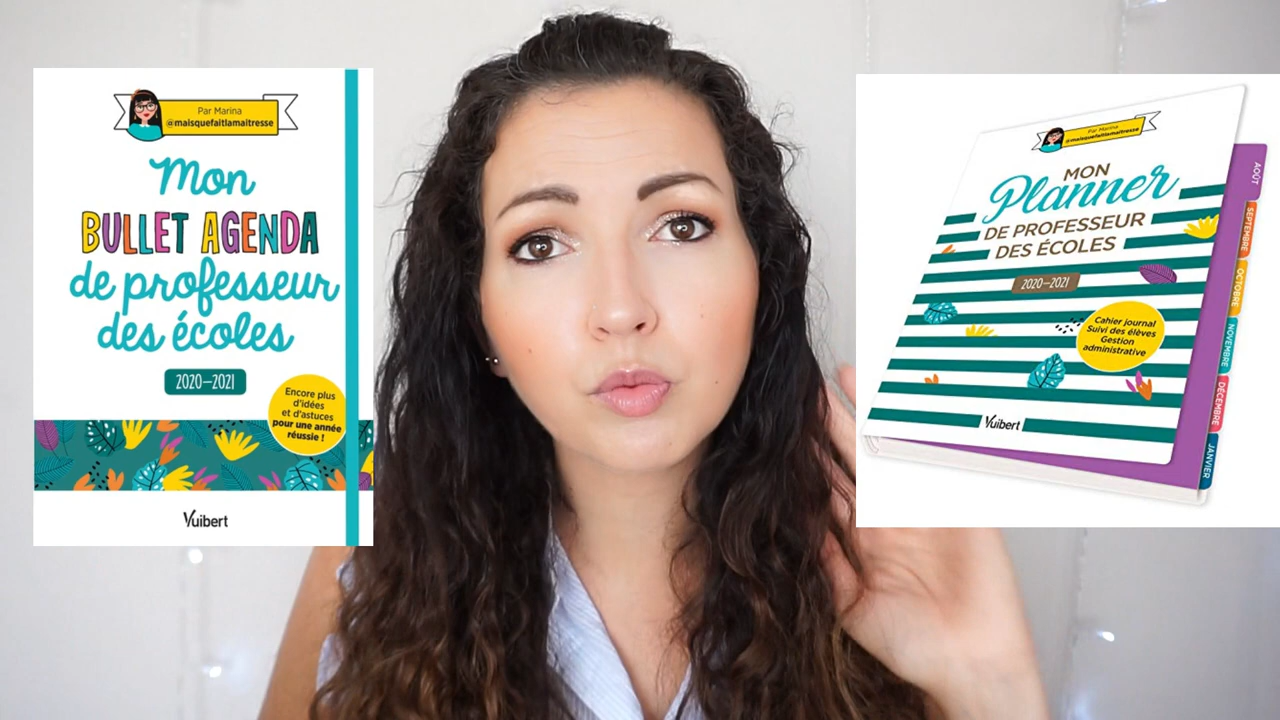 Par Marina
@maisquefaitlamaitresse
Mon
BULLET AGENDA
de professeur
des écoles
2020–2021
Encore plus
d'idées
et d'astuces
pour une année
réussie !
Vuibert
Par Marina
@maisquefaitlamaitresse
MON
Planner
DE PROFESSEUR
DES ÉCOLES
2020–2021
Cahier journal
Suivi des élèves
Gestion
administrative
Vuibert
AOÛT
SEPTEMBRE
OCTOBRE
NOVEMBRE
DÉCEMBRE
JANVIER